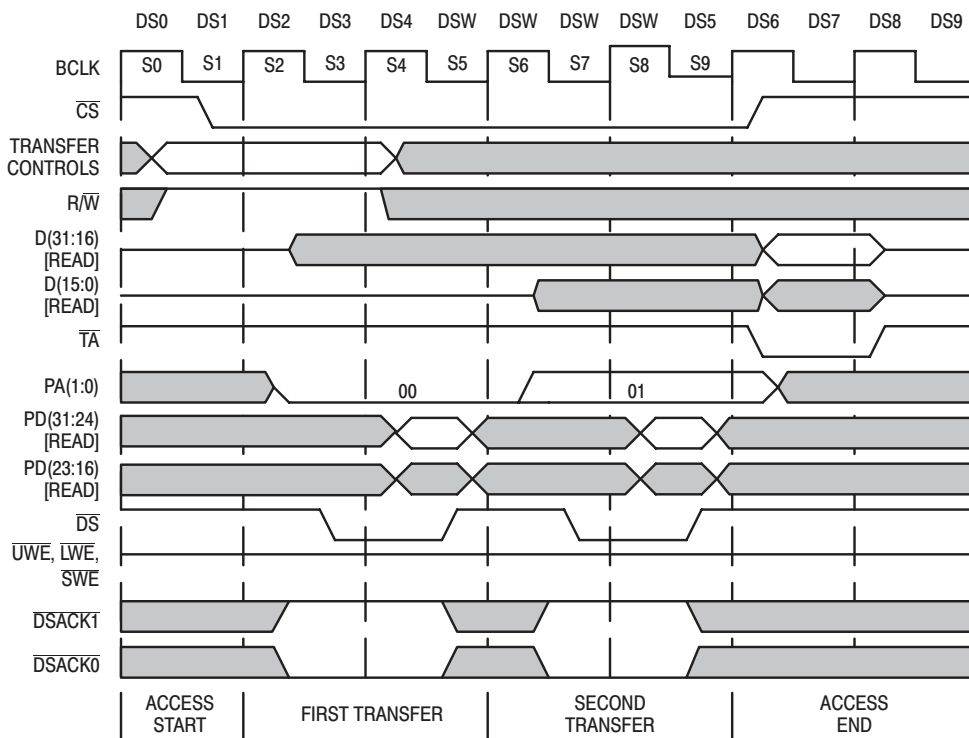 DS0 DS1 DS2 DS3 DS4 DSW DSW DSW DSW DS5 DS6 DS7 DS8 DS9
BCLK S0 S1 S2 S3 S4 S5 S6 S7 S8 S9
CS
TRANSFER
CONTROLS
R/W
D(31:16)
[READ]
D(15:0)
[READ]
TA
PA(1:0) 00 01
PD(31:24)
[READ]
PD(23:16)
[READ]
DS
UWE, LWE,
SWE
DSACK1
DSACK0
ACCESS
START
FIRST TRANSFER
SECOND
TRANSFER
ACCESS
END